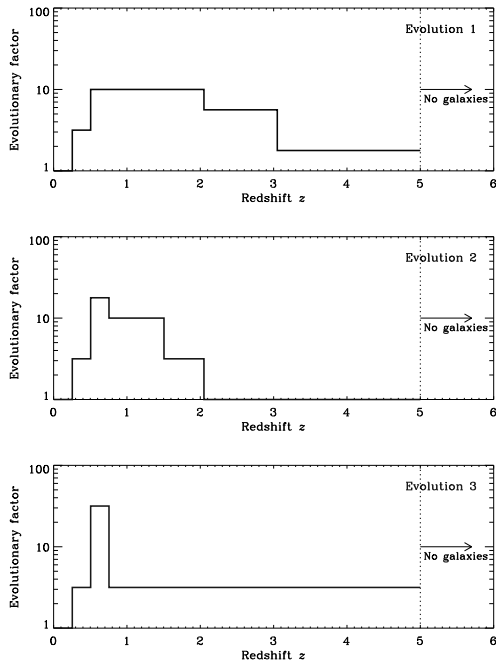 100
Evolution 1
10
No galaxies
Evolutionary factor
1
0 1 2 3 4 5 6
Redshift z
100
Evolution 2
10
No galaxies
Evolutionary factor
1
0 1 2 3 4 5 6
Redshift z
100
Evolution 3
10
No galaxies
Evolutionary factor
1
0 1 2 3 4 5 6
Redshift z